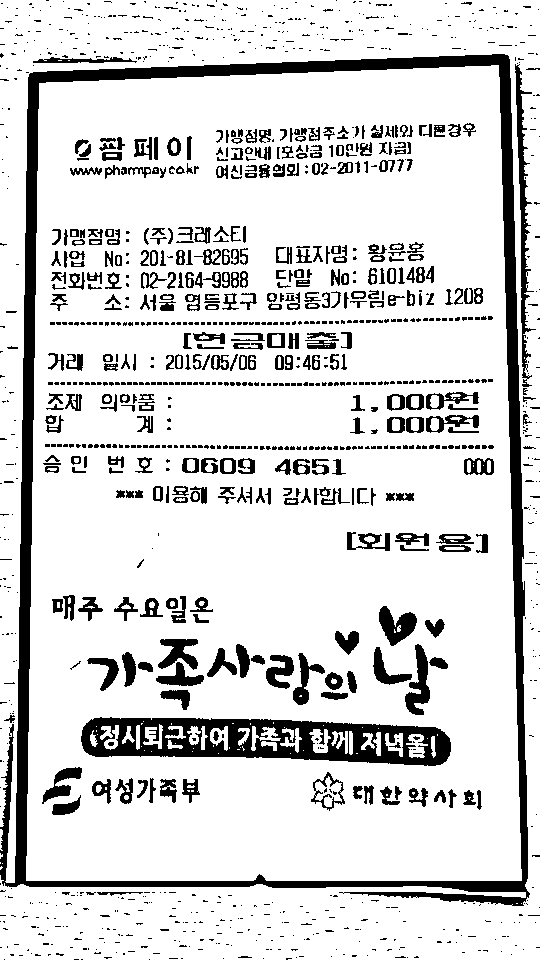 팜페이
www.pharmpay.co.kr
가맹점명, 가맹점주소가 실제와 다른경우
신고안내 [포상금 10만원 지급]
여신금융협회 : 02-2011-0777
가맹점명: (주)크레소티
사업 No: 201-81-82695 대표자명: 황윤홍
전화번호: 02-2164-9988 단말 No: 6101484
주 소: 서울 영등포구 양평동3가우림e-biz 1208
[현금매출]
거래 일시 : 2015/05/06 09:46:51
조제 의약품 : 1,000원
합 계 : 1,000원
승인 번호 : 0609 4651 000
*** 이용해 주셔서 감사합니다 ***
[회원용]
매주 수요일은
가족사랑의 날
정시퇴근하여 가족과 함께 저녁을!
여성가족부 대한약사회